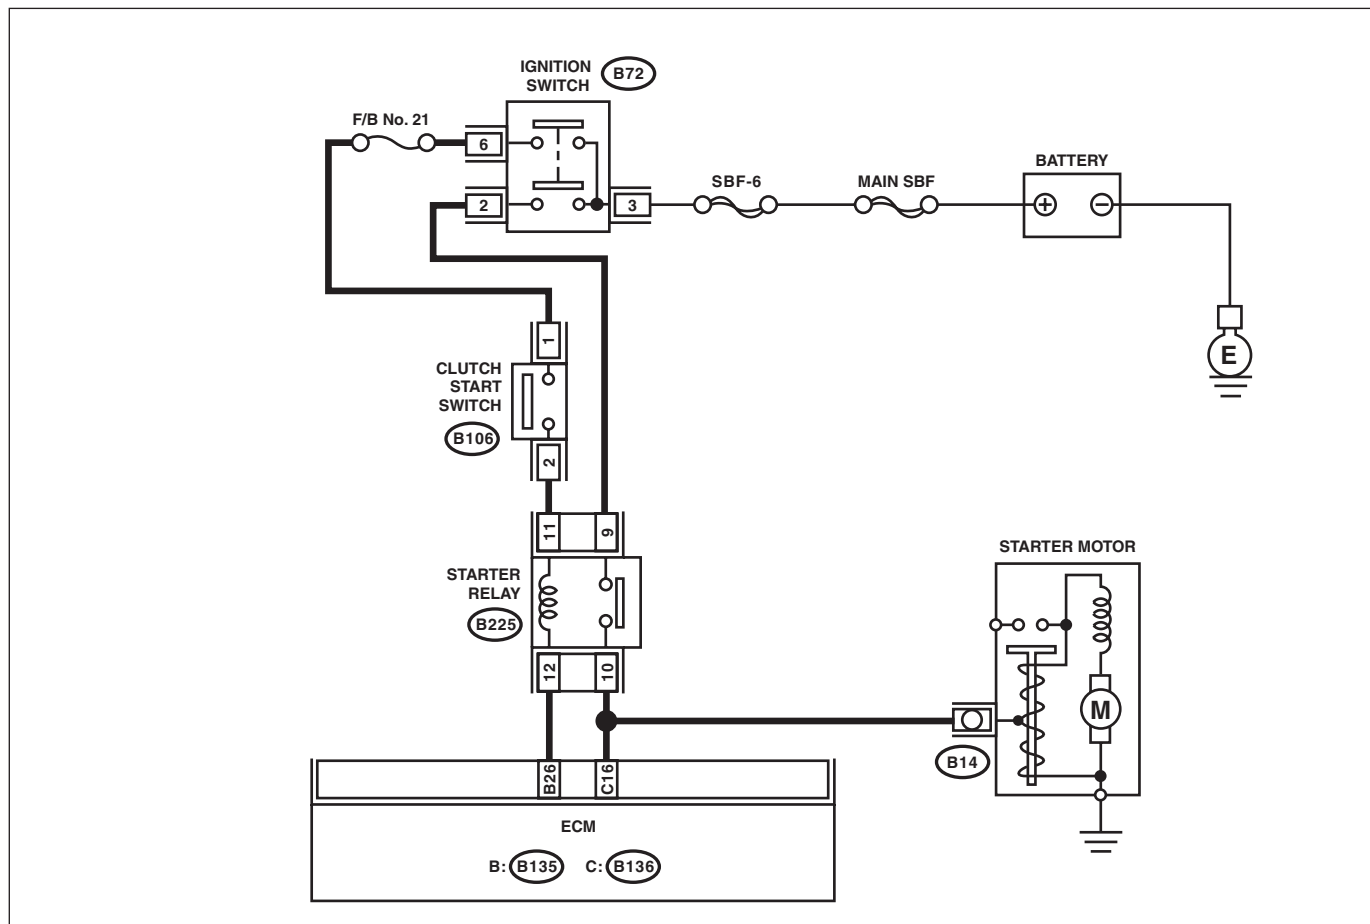 IGNITION
SWITCH
B72
F/B No. 21
6
2
3
SBF-6
MAIN SBF
BATTERY
+
−
E
1
CLUTCH
START
SWITCH
B106
2
11
9
STARTER
RELAY
B225
12
10
STARTER MOTOR
M
B14
B26
C16
ECM
B: B135 C: B136